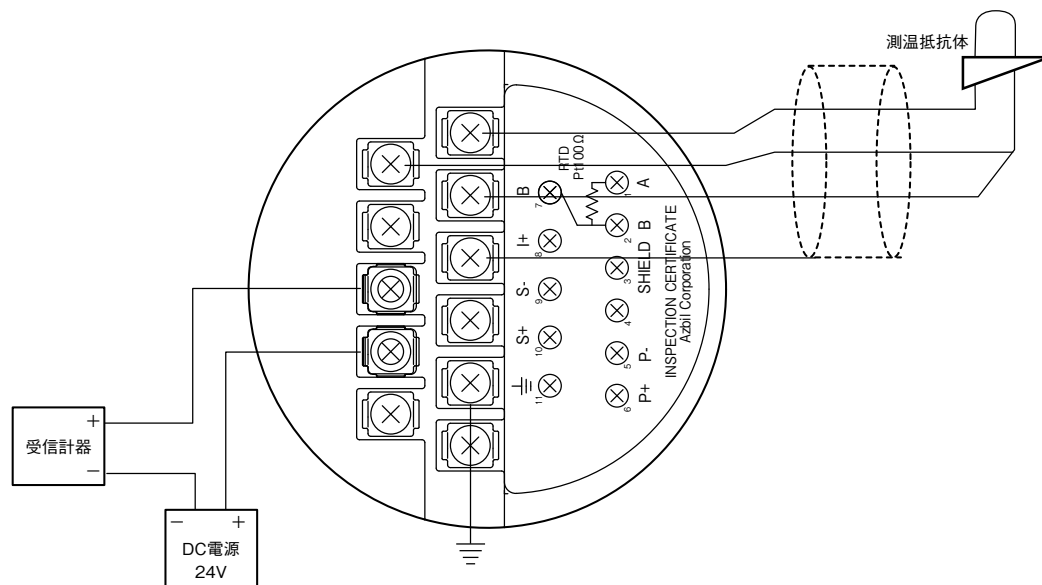 測温抵抗体
RTD
Pt100Ω
B
7
I+
8
S-
9
S+
10
11
A
1
B
2
SHIELD
3
4
P-
5
P+
6
INSPECTION CERTIFICATE
Azbil Corporation
受信計器
+
−
− +
DC電源
24V